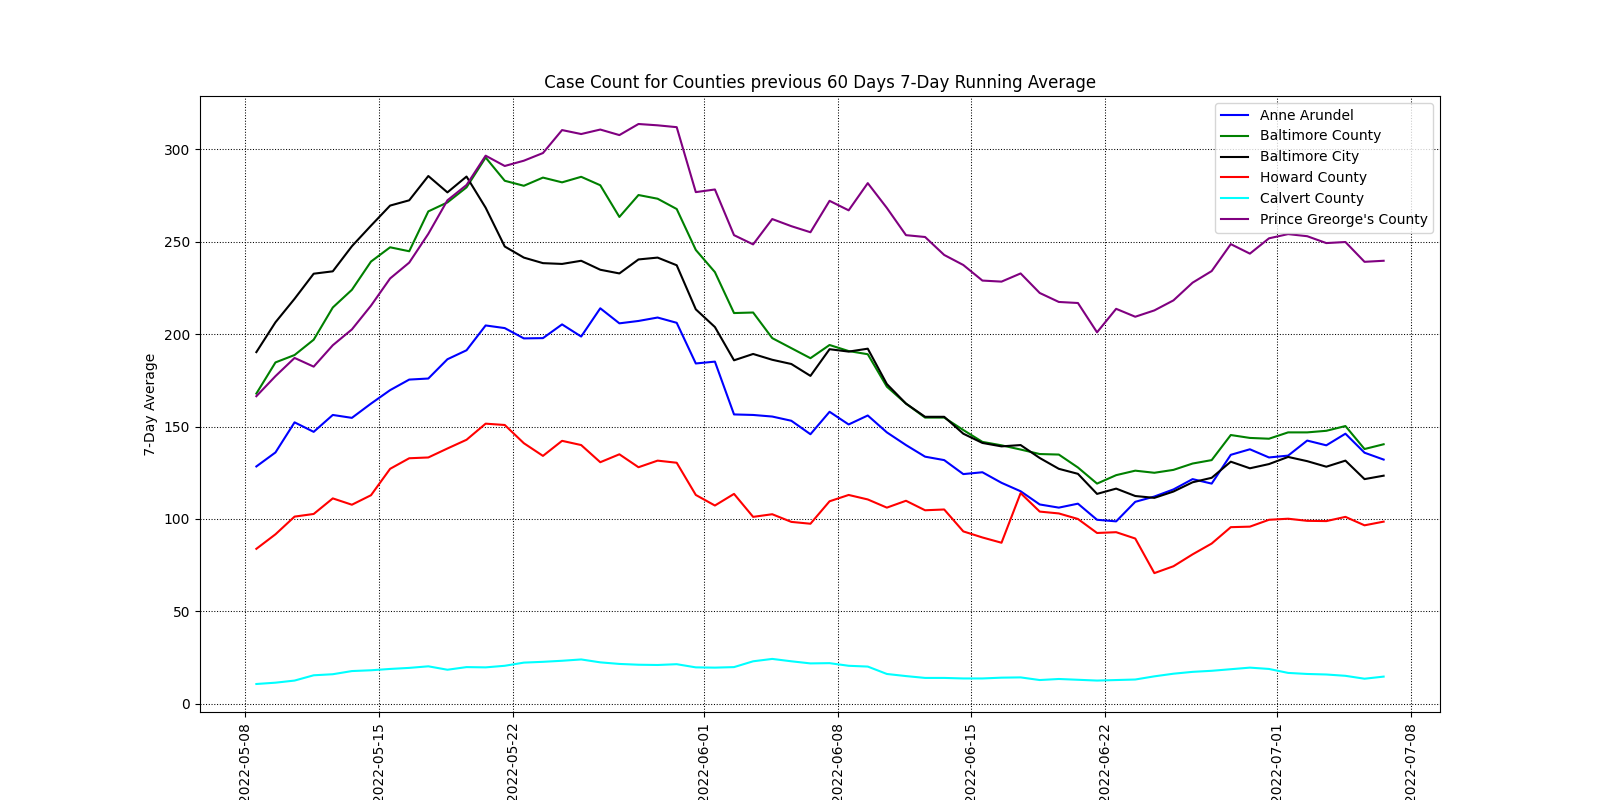 Case Count for Counties previous 60 Days 7-Day Running Average
Anne Arundel
Baltimore County
Baltimore City
Howard County
Calvert County
Prince Greorge's County
7-Day Average
300
250
200
150
100
50
0
2022-05-08
2022-05-15
2022-05-22
2022-06-01
2022-06-08
2022-06-15
2022-06-22
2022-07-01
2022-07-08